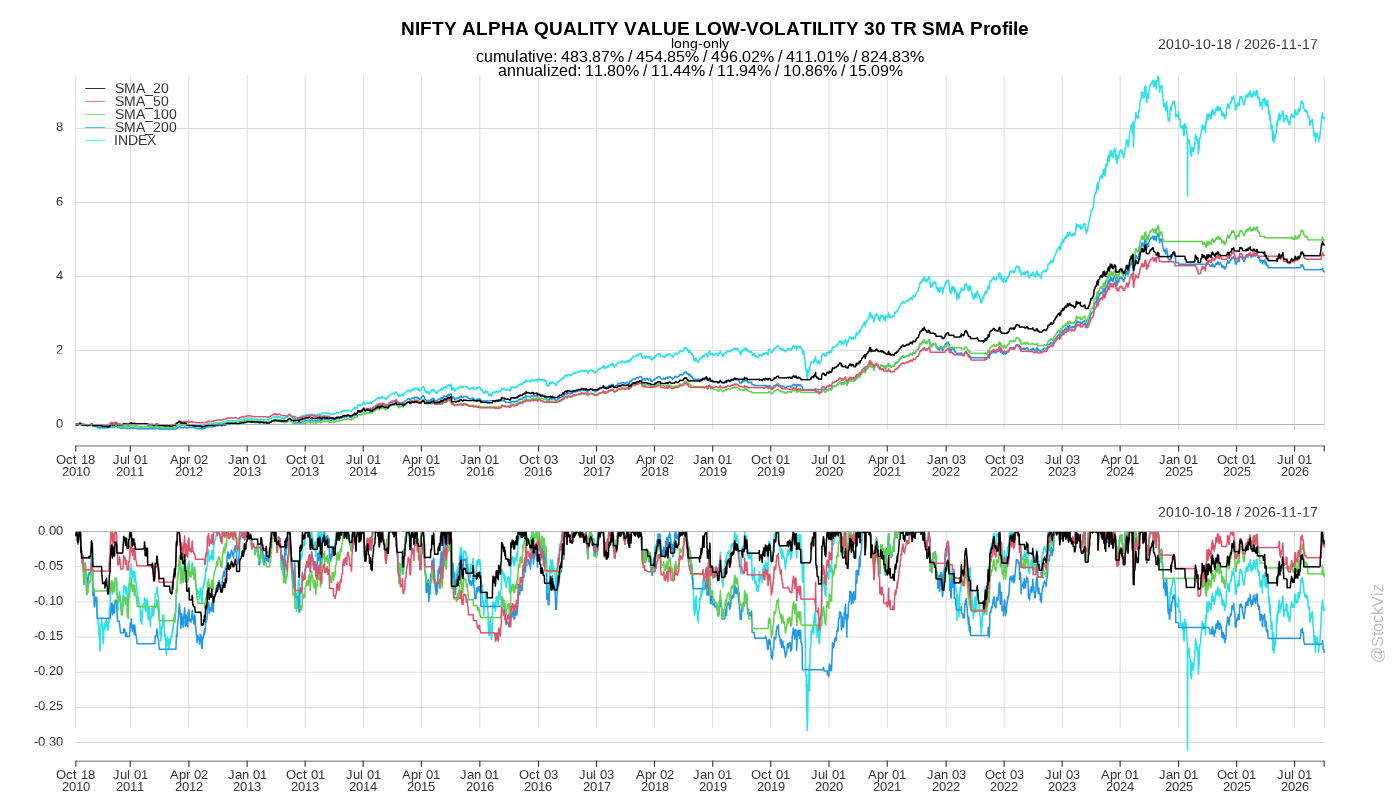 NIFTY ALPHA QUALITY VALUE LOW-VOLATILITY 30 TR SMA Profile
long-only
2010-10-18 / 2026-11-17
cumulative: 483.87% / 454.85% / 496.02% / 411.01% / 824.83%
annualized: 11.80% / 11.44% / 11.94% / 10.86% / 15.09%
SMA_20
SMA_50
SMA_100
SMA_200
INDEX
8
6
4
2
0
Oct 18 Jul 01 Apr 02 Jan 01 Oct 01 Jul 01 Apr 01 Jan 01 Oct 03 Jul 03 Apr 02 Jan 01 Oct 01 Jul 01 Apr 01 Jan 03 Oct 03 Jul 03 Apr 01 Jan 01 Oct 01 Jul 01
2010 2011 2012 2013 2013 2014 2015 2016 2016 2017 2018 2019 2019 2020 2021 2022 2022 2023 2024 2025 2025 2026
2010-10-18 / 2026-11-17
0.00
-0.05
-0.10
-0.15
-0.20
-0.25
-0.30
Oct 18 Jul 01 Apr 02 Jan 01 Oct 01 Jul 01 Apr 01 Jan 01 Oct 03 Jul 03 Apr 02 Jan 01 Oct 01 Jul 01 Apr 01 Jan 03 Oct 03 Jul 03 Apr 01 Jan 01 Oct 01 Jul 01
2010 2011 2012 2013 2013 2014 2015 2016 2016 2017 2018 2019 2019 2020 2021 2022 2022 2023 2024 2025 2025 2026
@StockViz